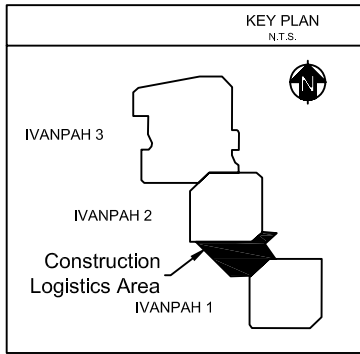 KEY PLAN
N.T.S.
N
IVANPAH 3
IVANPAH 2
Construction
Logistics Area
IVANPAH 1